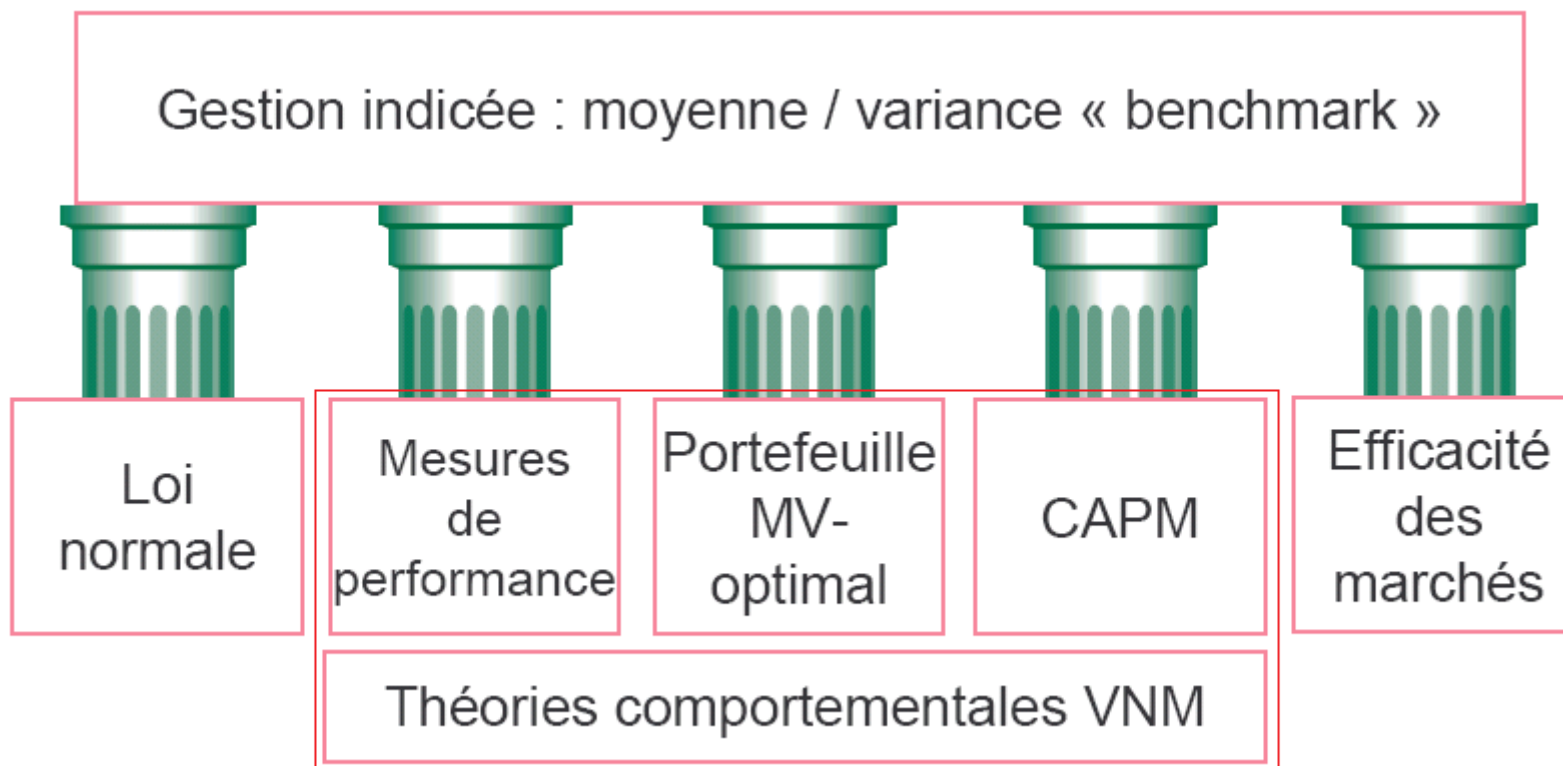 Gestion indicée : moyenne / variance « benchmark »
Loi
normale
Mesures
de
performance
Portefeuille
MV-
optimal
CAPM
Efficacité
des
marchés
Théories comportementales VNM